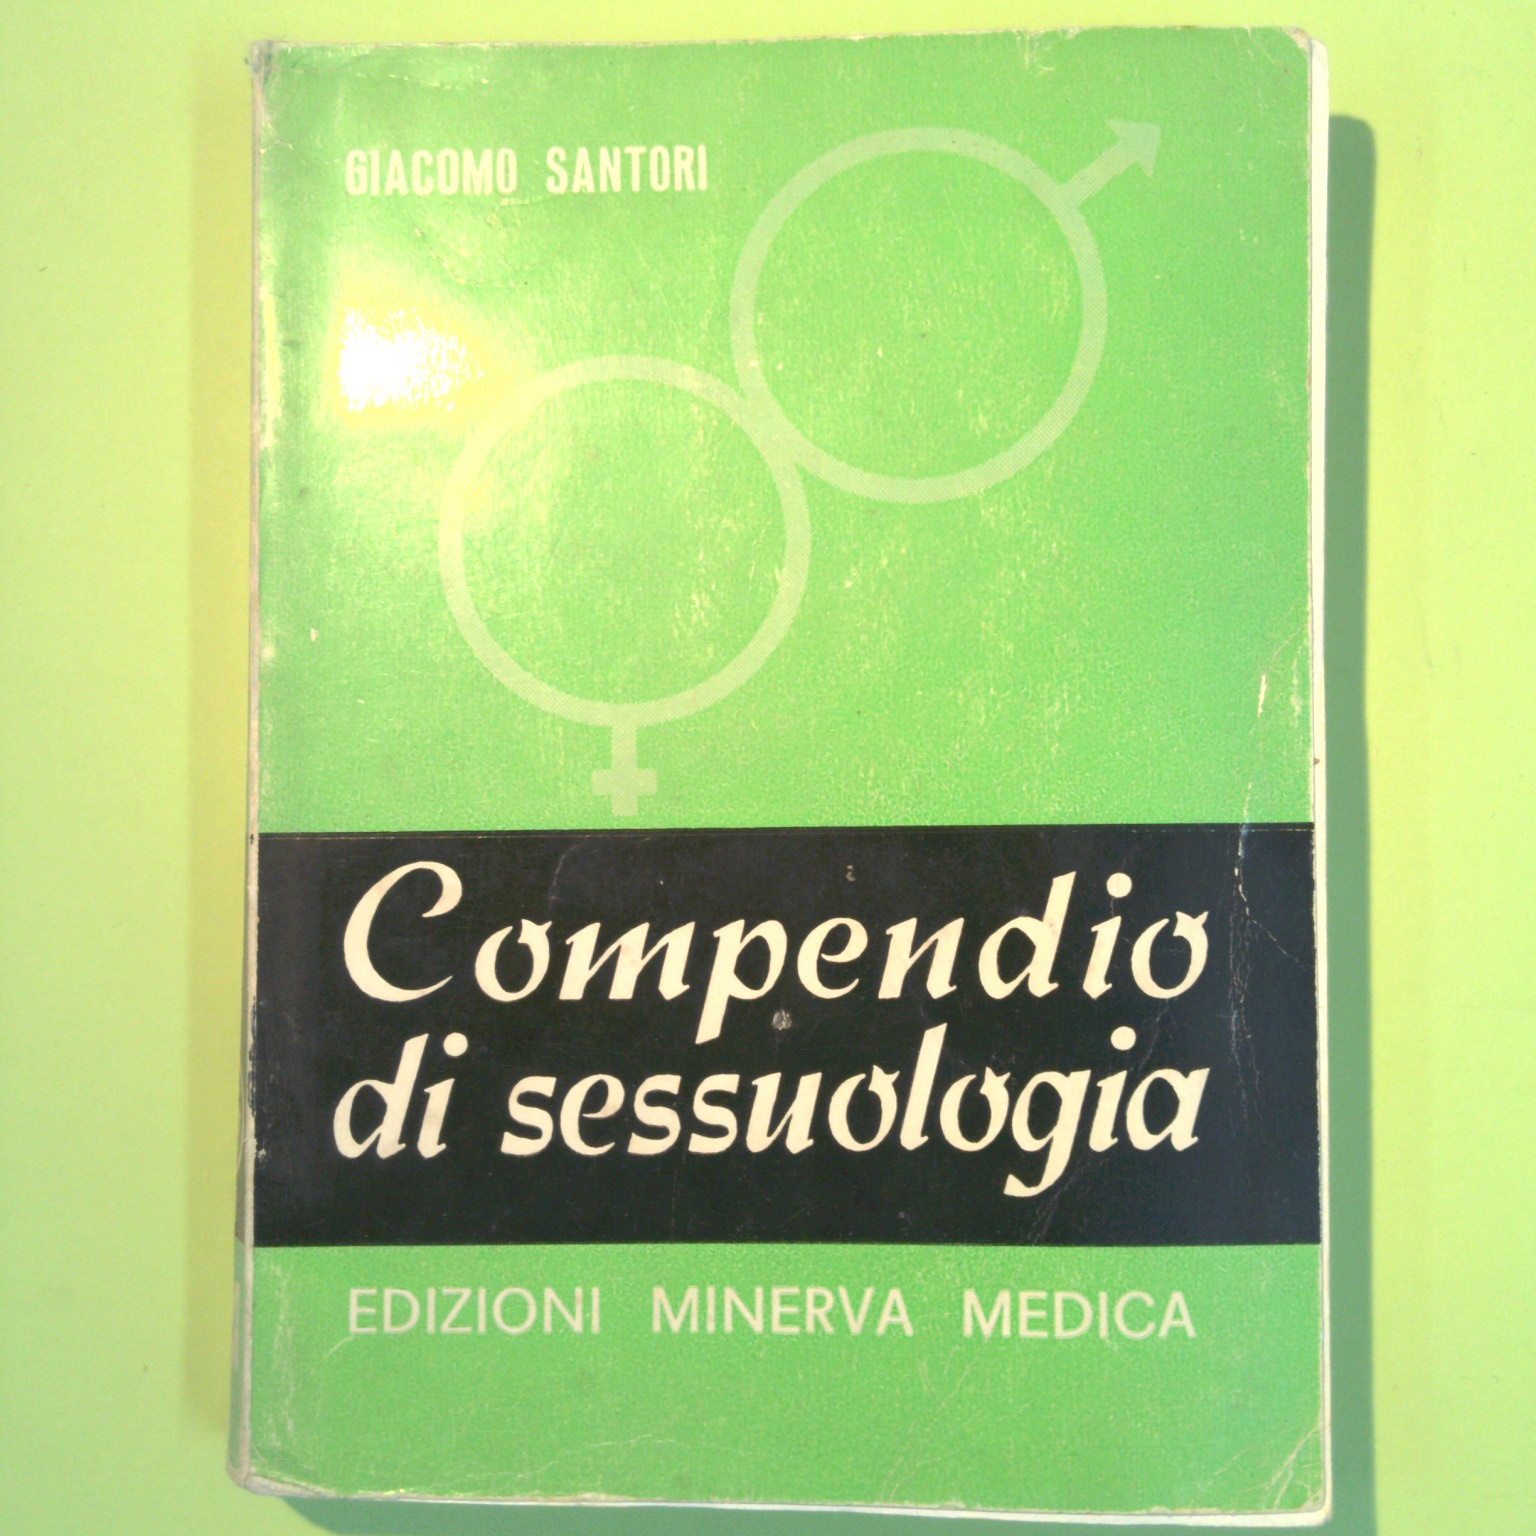 GIACOMO SANTORI
Compendio
di sessuologia
EDIZIONI MINERVA MEDICA